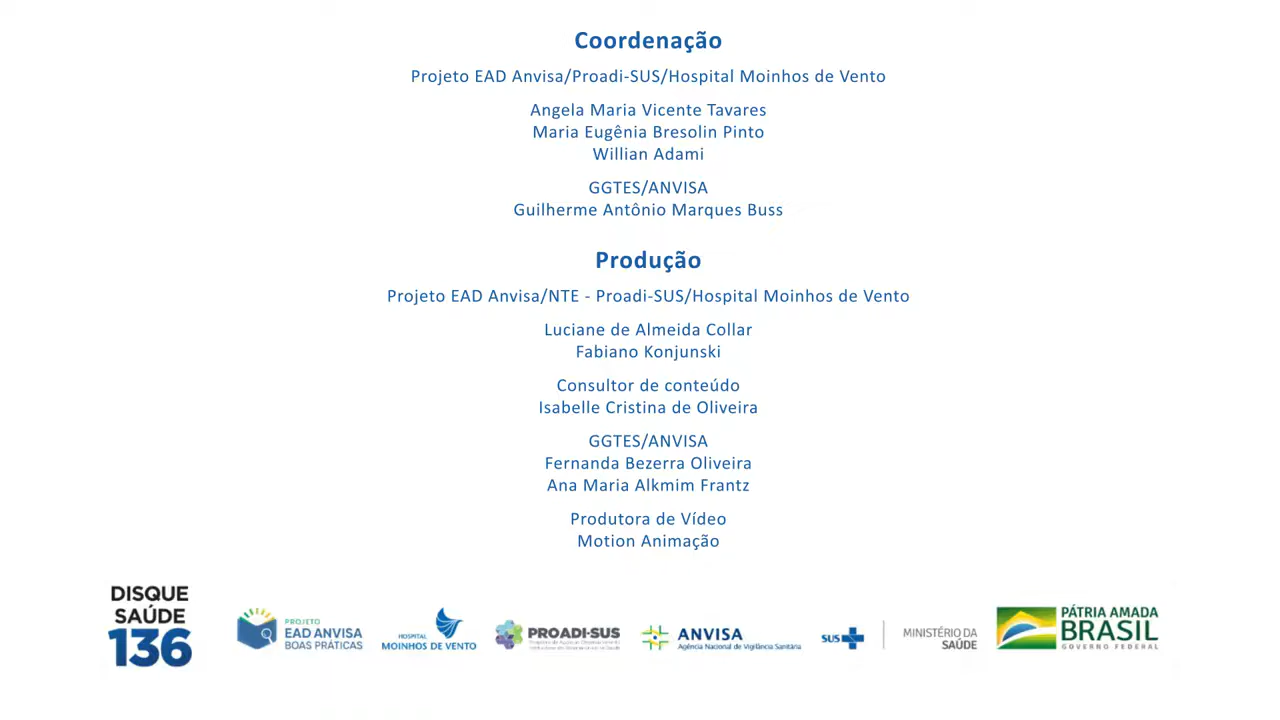 Coordenação
Projeto EAD Anvisa/Proadi-SUS/Hospital Moinhos de Vento
Angela Maria Vicente Tavares
Maria Eugênia Bresolin Pinto
Willian Adami
GGTES/ANVISA
Guilherme Antônio Marques Buss
Produção
Projeto EAD Anvisa/NTE - Proadi-SUS/Hospital Moinhos de Vento
Luciane de Almeida Collar
Fabiano Konjunski
Consultor de conteúdo
Isabelle Cristina de Oliveira
GGTES/ANVISA
Fernanda Bezerra Oliveira
Ana Maria Alkmim Frantz
Produtora de Vídeo
Motion Animação
DISQUE
SAÚDE
136
PROJETO
EAD ANVISA
BOAS PRÁTICAS
HOSPITAL
MOINHOS DE VENTO
PROADI-SUS
ANVISA
Agência Nacional de Vigilância Sanitária
SUS
MINISTÉRIO DA
SAÚDE
PÁTRIA AMADA
BRASIL
GOVERNO FEDERAL